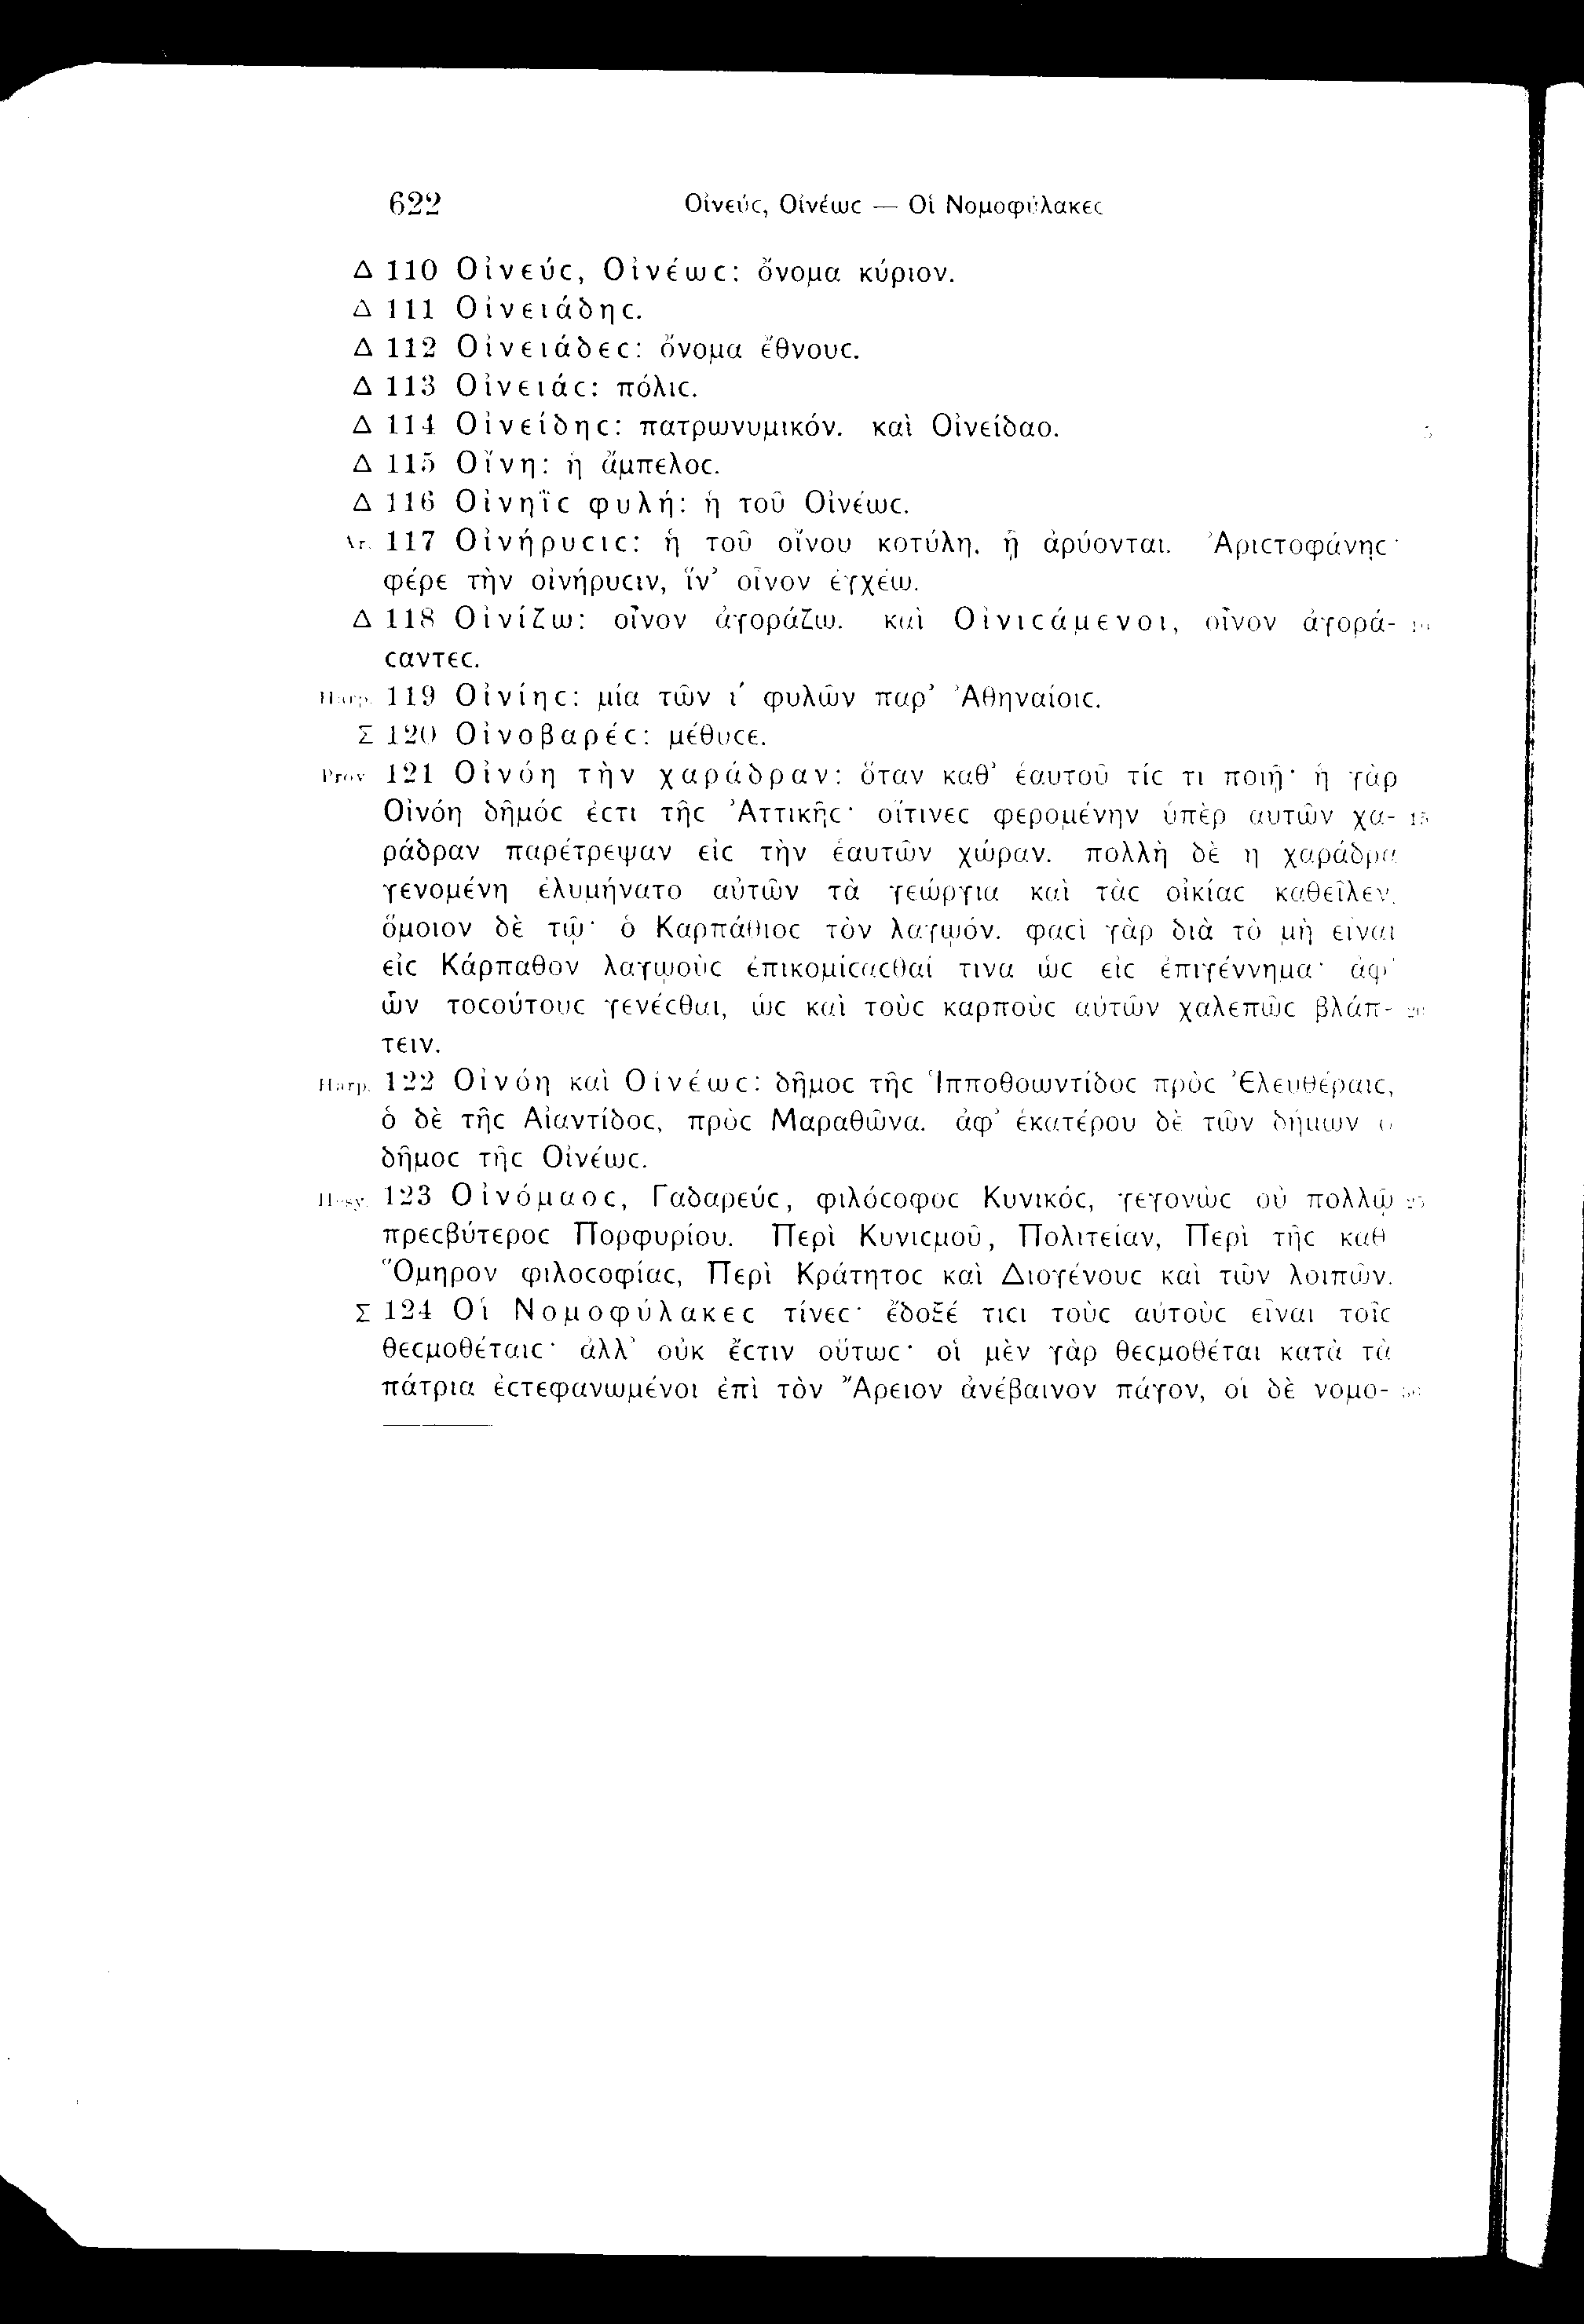 622 Οἰνεύς, Οἰνέως — Οἱ Νομοφύλακες
Δ 110 Οἰνεύς, Οἰνέως: ὄνομα κύριον.
Δ 111 Οἰνειάδης.
Δ 112 Οἰνειάδες: ὄνομα ἔθνους.
Δ 113 Οἰνειάς: πόλις.
Δ 114 Οἰνείδης: πατρωνυμικόν. καὶ Οἰνείδαο. 5
Δ 115 Οἴνη: ἡ ἄμπελος.
Δ 116 Οἰνηῒς φυλή: ἡ τοῦ Οἰνέως.
Ar. 117 Οἰνήρυσις: ἡ τοῦ οἴνου κοτύλη, ᾗ ἀρύονται. Ἀριστοφάνης·
φέρε τὴν οἰνήρυσιν, ἵν’ οἶνον ἐγχέω.
Δ 118 Οἰνίζω: οἶνον ἀγοράζω. καὶ Οἰνισάμενοι, οἶνον ἀγορά- 10
σαντες.
Harp. 119 Οἰνίης: μία τῶν ι΄ φυλῶν παρ’ Ἀθηναίοις.
Σ 120 Οἰνοβαρές: μέθυσε.
Prov. 121 Οἰνόη τὴν χαράδραν: ὅταν καθ’ ἑαυτοῦ τίς τι ποιῇ· ἡ γὰρ
Οἰνόη δῆμός ἐστι τῆς Ἀττικῆς· οἵτινες φερομένην ὑπὲρ αὐτῶν χα- 15
ράδραν παρέτρεψαν εἰς τὴν ἑαυτῶν χώραν. πολλὴ δὲ ἡ χαράδρα
γενομένη ἐλυμήνατο αὐτῶν τὰ γεώργια καὶ τὰς οἰκίας καθεῖλεν.
ὅμοιον δὲ τῷ· ὁ Καρπάθιος τὸν λαγῳόν. φασὶ γὰρ διὰ τὸ μὴ εἶναι
εἰς Κάρπαθον λαγῳοὺς ἐπικομίσασθαί τινα ὡς εἰς ἐπιγέννημα· ἀφ’
ὧν τοσούτους γενέσθαι, ὡς καὶ τοὺς καρποὺς αὐτῶν χαλεπῶς βλάπ- 20
τειν.
Harp. 122 Οἰνόη καὶ Οἰνέως: δῆμος τῆς Ἱπποθοωντίδος πρὸς Ἐλευθέραις,
ὁ δὲ τῆς Αἰαντίδος, πρὸς Μαραθῶνα. ἀφ’ ἑκατέρου δὲ τῶν δήμων ὁ
δῆμος τῆς Οἰνέως.
Hesy. 123 Οἰνόμαος, Γαδαρεύς, φιλόσοφος Κυνικός, γεγονὼς οὐ πολλῷ 25
πρεσβύτερος Πορφυρίου. Περὶ Κυνισμοῦ, Πολιτείαν, Περὶ τῆς καθ’
Ὅμηρον φιλοσοφίας, Περὶ Κράτητος καὶ Διογένους καὶ τῶν λοιπῶν.
Σ 124 Οἱ Νομοφύλακες τίνες· ἔδοξέ τισι τοὺς αὐτοὺς εἶναι τοῖς
θεσμοθέταις· ἀλλ’ οὐκ ἔστιν οὕτως· οἱ μὲν γὰρ θεσμοθέται κατὰ τὰ
πάτρια ἐστεφανωμένοι ἐπὶ τὸν Ἄρειον ἀνέβαινον πάγον, οἱ δὲ νομο- 30